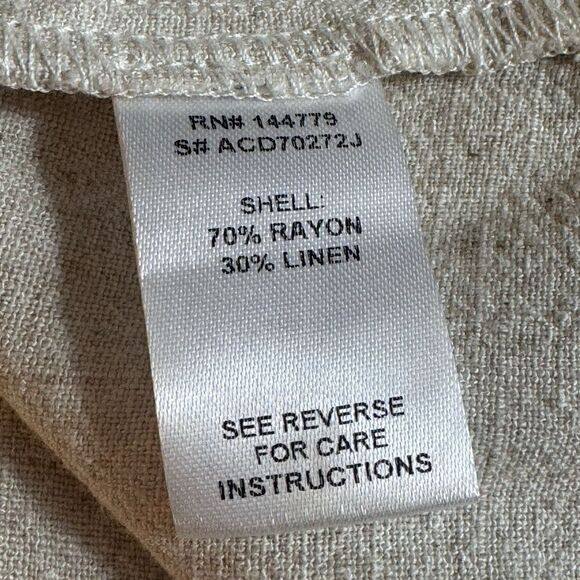 RN# 144779
S# ACD70272J
SHELL:
70% RAYON
30% LINEN
SEE REVERSE
FOR CARE
INSTRUCTIONS